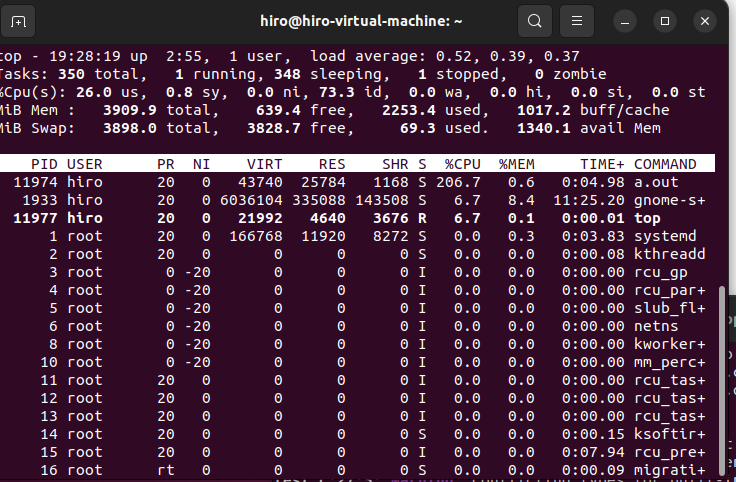 hiro@hiro-virtual-machine: ~
top - 19:28:19 up  2:55,  1 user,  load average: 0.52, 0.39, 0.37
Tasks: 350 total,   1 running, 348 sleeping,   1 stopped,   0 zombie
%Cpu(s): 26.0 us,  0.8 sy,  0.0 ni, 73.3 id,  0.0 wa,  0.0 hi,  0.0 si,  0.0 st
MiB Mem :   3909.9 total,    639.4 free,   2253.4 used,   1017.2 buff/cache
MiB Swap:   3898.0 total,   3828.7 free,     69.3 used.   1340.1 avail Mem
PID USER      PR  NI    VIRT    RES    SHR S  %CPU  %MEM     TIME+ COMMAND
11974 hiro      20   0   43740  25784   1168 S 206.7   0.6   0:04.98 a.out
1933 hiro      20   0 6036104 335088 143508 S   6.7   8.4  11:25.20 gnome-s+
11977 hiro      20   0   21992   4640   3676 R   6.7   0.1   0:00.01 top
1 root      20   0  166768  11920   8272 S   0.0   0.3   0:03.83 systemd
2 root      20   0       0      0      0 S   0.0   0.0   0:00.08 kthreadd
3 root       0 -20       0      0      0 I   0.0   0.0   0:00.00 rcu_gp
4 root       0 -20       0      0      0 I   0.0   0.0   0:00.00 rcu_par+
5 root       0 -20       0      0      0 I   0.0   0.0   0:00.00 slub_fl+
6 root       0 -20       0      0      0 I   0.0   0.0   0:00.00 netns
8 root       0 -20       0      0      0 I   0.0   0.0   0:00.00 kworker+
10 root       0 -20       0      0      0 I   0.0   0.0   0:00.00 mm_perc+
11 root      20   0       0      0      0 I   0.0   0.0   0:00.00 rcu_tas+
12 root      20   0       0      0      0 I   0.0   0.0   0:00.00 rcu_tas+
13 root      20   0       0      0      0 I   0.0   0.0   0:00.00 rcu_tas+
14 root      20   0       0      0      0 S   0.0   0.0   0:00.15 ksoftir+
15 root      20   0       0      0      0 I   0.0   0.0   0:07.94 rcu_pre+
16 root      rt   0       0      0      0 S   0.0   0.0   0:00.09 migrati+